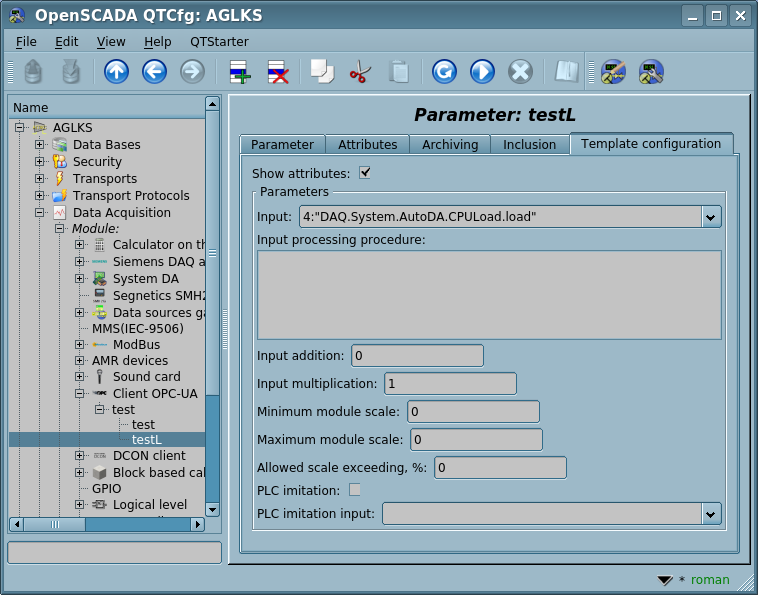 OpenSCADA QTCfg: AGLKS
File Edit View Help QTStarter
Name
AGLKS
Data Bases
Security
Transports
Transport Protocols
Data Acquisition
Module:
Calculator on th
Siemens DAQ a
System DA
Segnetics SMH2
Data sources ga
MMS(IEC-9506)
ModBus
AMR devices
Sound card
Client OPC-UA
test
test
testL
DCON client
Block based cal
GPIO
Logical level
Parameter: testL
Parameter Attributes Archiving Inclusion Template configuration
Show attributes:
Parameters
Input: 4:"DAQ.System.AutoDA.CPULoad.load"
Input processing procedure:
Input addition: 0
Input multiplication: 1
Minimum module scale: 0
Maximum module scale: 0
Allowed scale exceeding, %: 0
PLC imitation:
PLC imitation input:
* roman